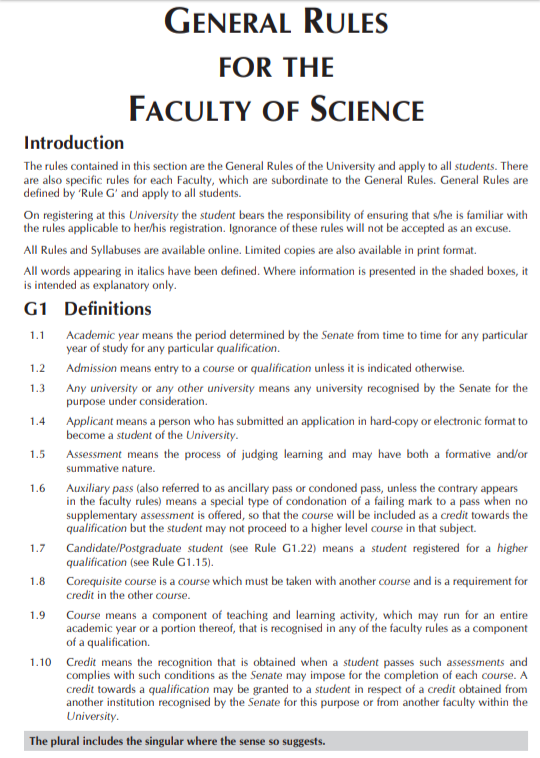 GENERAL RULES
FOR THE
FACULTY OF SCIENCE
Introduction
The rules contained in this section are the General Rules of the University and apply to all students. There
are also specific rules for each Faculty, which are subordinate to the General Rules. General Rules are
defined by ‘Rule G’ and apply to all students.
On registering at this University the student bears the responsibility of ensuring that s/he is familiar with
the rules applicable to her/his registration. Ignorance of these rules will not be accepted as an excuse.
All Rules and Syllabuses are available online. Limited copies are also available in print format.
All words appearing in italics have been defined. Where information is presented in the shaded boxes, it
is intended as explanatory only.
G1 Definitions
1.1 Academic year means the period determined by the Senate from time to time for any particular
year of study for any particular qualification.
1.2 Admission means entry to a course or qualification unless it is indicated otherwise.
1.3 Any university or any other university means any university recognised by the Senate for the
purpose under consideration.
1.4 Applicant means a person who has submitted an application in hard-copy or electronic format to
become a student of the University.
1.5 Assessment means the process of judging learning and may have both a formative and/or
summative nature.
1.6 Auxiliary pass (also referred to as ancillary pass or condoned pass, unless the contrary appears
in the faculty rules) means a special type of condonation of a failing mark to a pass when no
supplementary assessment is offered, so that the course will be included as a credit towards the
qualification but the student may not proceed to a higher level course in that subject.
1.7 Candidate/Postgraduate student (see Rule G1.22) means a student registered for a higher
qualification (see Rule G1.15).
1.8 Corequisite course is a course which must be taken with another course and is a requirement for
credit in the other course.
1.9 Course means a component of teaching and learning activity, which may run for an entire
academic year or a portion thereof, that is recognised in any of the faculty rules as a component
of a qualification.
1.10 Credit means the recognition that is obtained when a student passes such assessments and
complies with such conditions as the Senate may impose for the completion of each course. A
credit towards a qualification may be granted to a student in respect of a credit obtained from
another institution recognised by the Senate for this purpose or from another faculty within the
University.
The plural includes the singular where the sense so suggests.